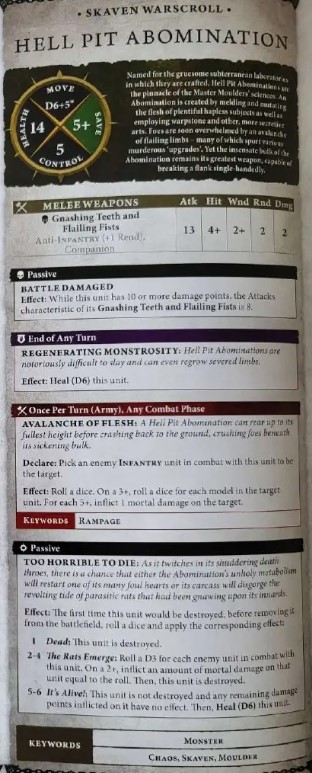 • SKAVEN WARSCROLL •
HELL PIT ABOMINATION
MOVE
D6+5"
HEALTH
14
5+
SAVE
5
CONTROL
Named for the gruesome subterranean laboratories
in which they are crafted, Hell Pit Abominations are
the pinnacle of the Master Moulders' sciences. An
Abomination is created by melding and mutating
the flesh of plentiful hapless subjects as well as
employing warpstone and other, more secretive
arts. Foes are soon overwhelmed by an avalanche
of flailing limbs – many of which sport various
murderous 'upgrades'. Yet the insensate bulk of the
Abomination remains its greatest weapon, capable of
breaking a flank single-handedly.
MELEE WEAPONS Atk Hit Wnd Rnd Dmg
Gnashing Teeth and
Flailing Fists
13 4+ 2+ 2 2
Anti-INFANTRY (+1 Rend),
Companion
Passive
BATTLE DAMAGED
Effect: While this unit has 10 or more damage points, the Attacks
characteristic of its Gnashing Teeth and Flailing Fists is 8.
End of Any Turn
REGENERATING MONSTROSITY: Hell Pit Abominations are
notoriously difficult to slay and can even regrow severed limbs.
Effect: Heal (D6) this unit.
Once Per Turn (Army), Any Combat Phase
AVALANCHE OF FLESH: A Hell Pit Abomination can rear up to its
fullest height before crashing back to the ground, crushing foes beneath
its sickening bulk.
Declare: Pick an enemy INFANTRY unit in combat with this unit to be
the target.
Effect: Roll a dice. On a 3+, roll a dice for each model in the target
unit. For each 5+, inflict 1 mortal damage on the target.
KEYWORDS RAMPAGE
Passive
TOO HORRIBLE TO DIE: As it twitches in its shuddering death
throes, there is a chance that either the Abomination's unholy metabolism
will restart one of its many foul hearts or its carcass will disgorge the
revolting tide of parasitic rats that had been gnawing upon its innards.
Effect: The first time this unit would be destroyed, before removing it
from the battlefield, roll a dice and apply the corresponding effect:
1 Dead: This unit is destroyed.
2-4 The Rats Emerge: Roll a D3 for each enemy unit in combat with
this unit. On a 2+, inflict an amount of mortal damage on that
unit equal to the roll. Then, this unit is destroyed.
5-6 It's Alive!: This unit is not destroyed and any remaining damage
points inflicted on it have no effect. Then, Heal (D6) this unit.
KEYWORDS
MONSTER
CHAOS, SKAVEN, MOULDER